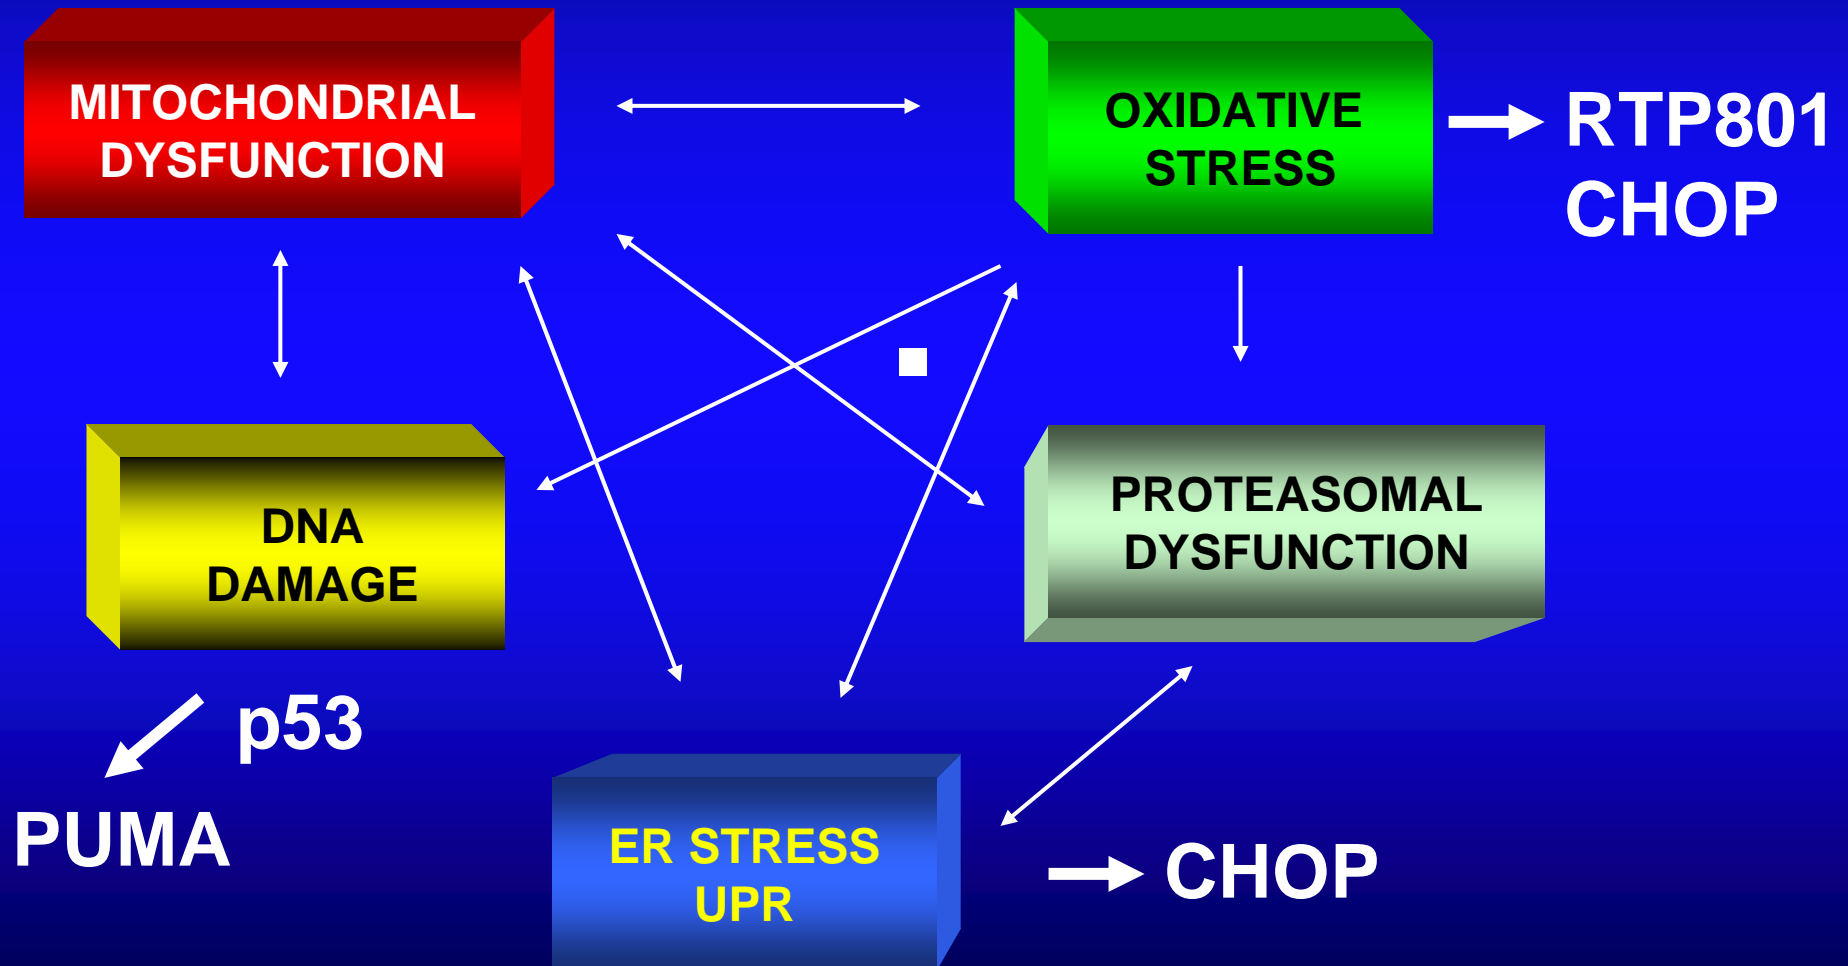 MITOCHONDRIAL
DYSFUNCTION
OXIDATIVE
STRESS
RTP801
CHOP
DNA
DAMAGE
PROTEASOMAL
DYSFUNCTION
p53
PUMA
ER STRESS
UPR
CHOP